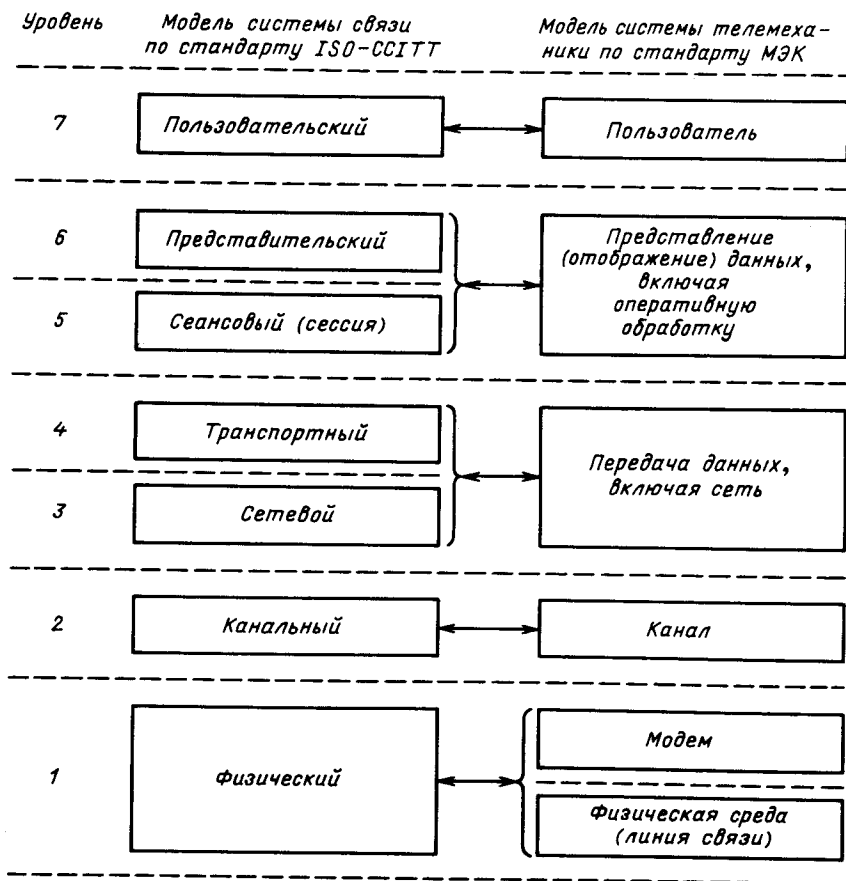 Уровень
Модель системы связи
по стандарту ISO-CCITT
Модель системы телемеха-
ники по стандарту МЭК
7
Пользовательский
Пользователь
6
Представительский
5
Сеансовый (сессия)
Представление
(отображение) данных,
включая
оперативную
обработку
4
Транспортный
3
Сетевой
Передача данных,
включая сеть
2
Канальный
Канал
1
Физический
Модем
Физическая среда
(линия связи)